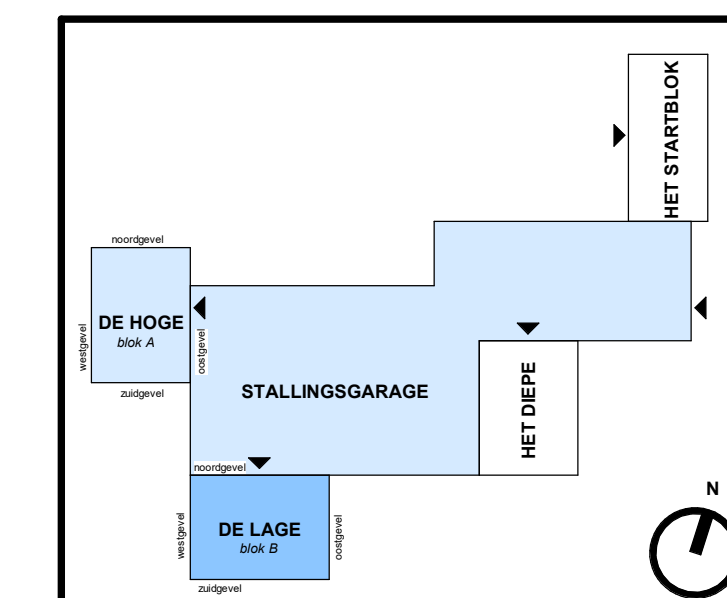 HET STARTBLOK
noordgevel
DE HOGE
blok A
westgevel
oostgevel
zuidgevel
STALLINGSGARAGE
HET DIEPE
noordgevel
N
DE LAGE
blok B
westgevel
oostgevel
zuidgevel